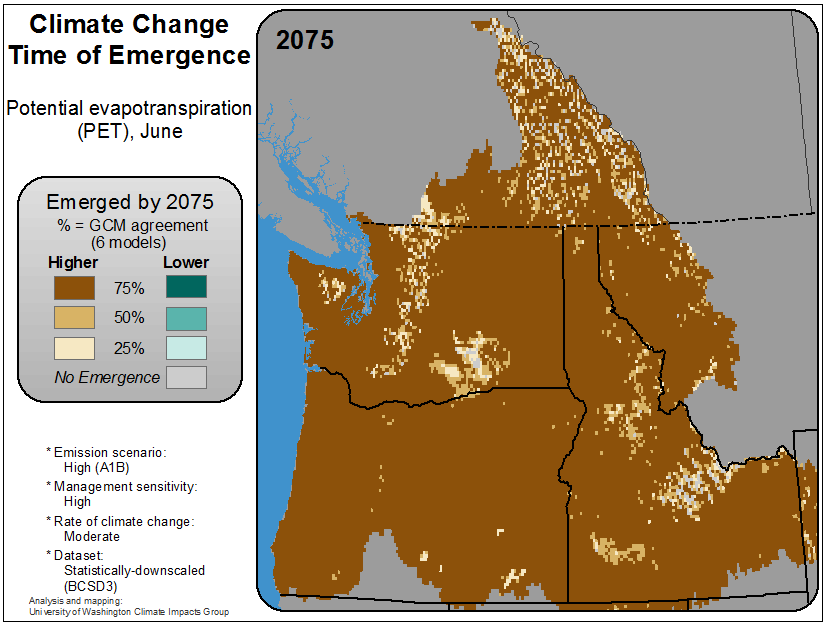 Climate Change
Time of Emergence
Potential evapotranspiration
(PET), June
Emerged by 2075
% = GCM agreement
(6 models)
Higher Lower
75%
50%
25%
No Emergence
* Emission scenario:
High (A1B)
* Management sensitivity:
High
* Rate of climate change:
Moderate
* Dataset:
Statistically-downscaled
(BCSD3)
Analysis and mapping:
University of Washington Climate Impacts Group
2075